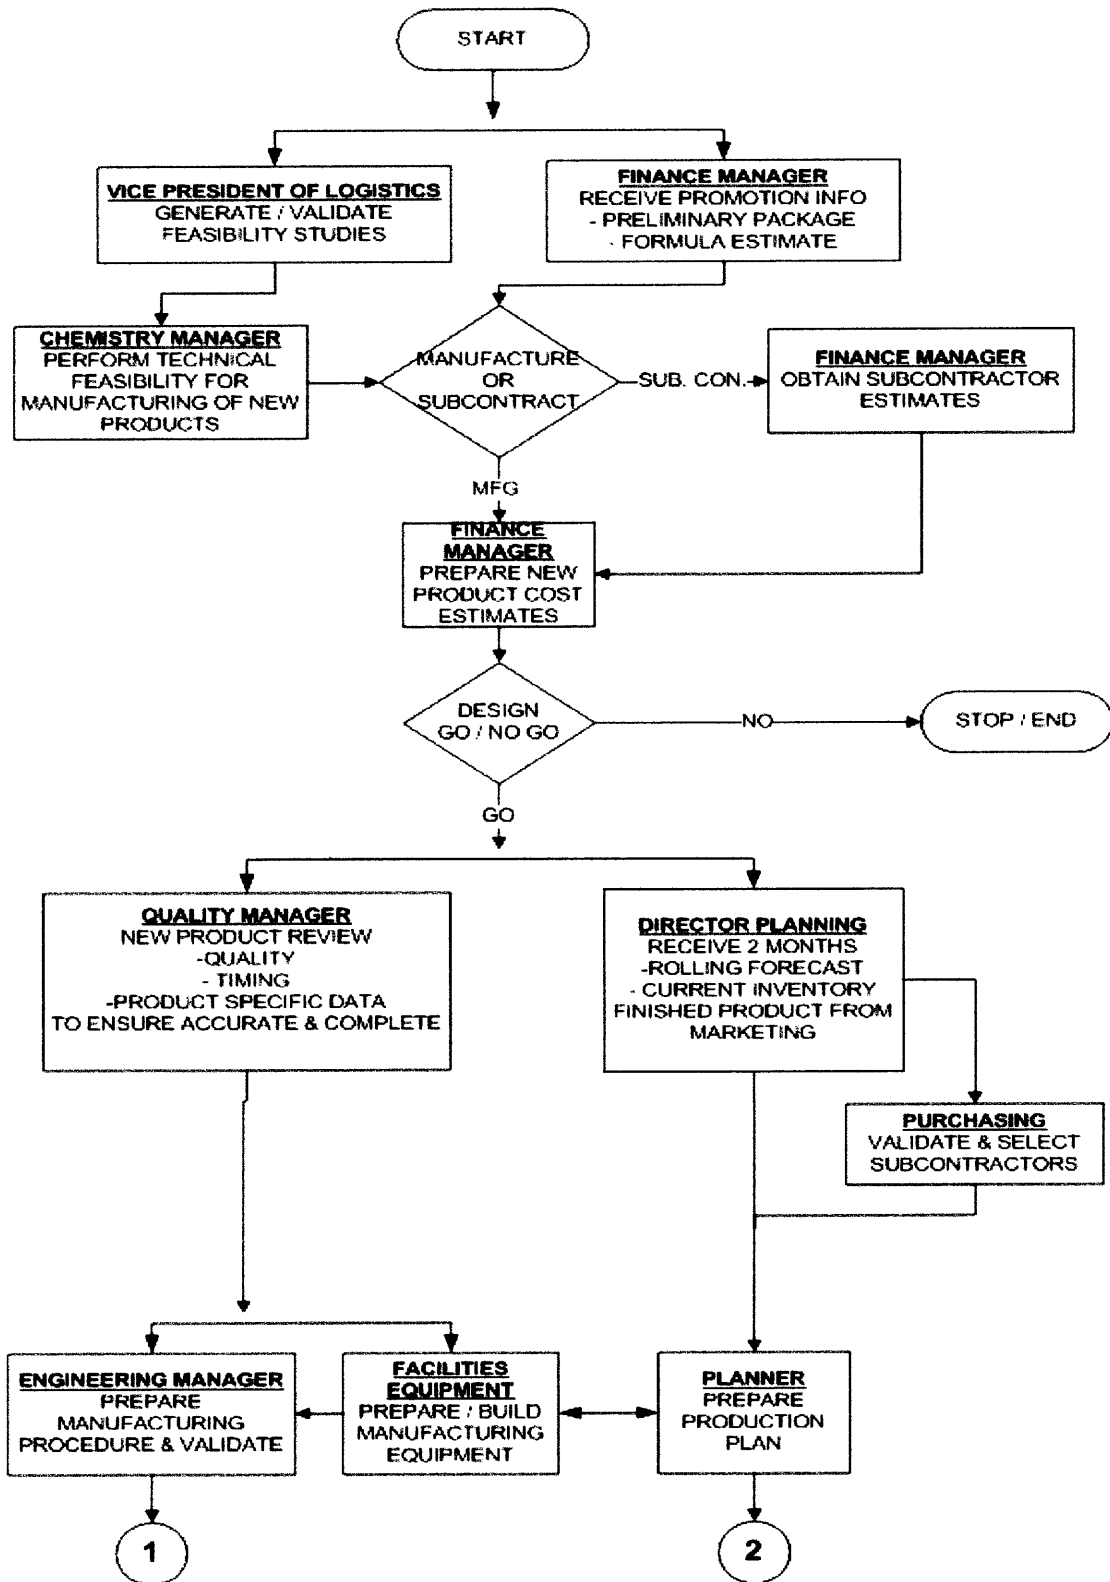 START
VICE PRESIDENT OF LOGISTICS
GENERATE / VALIDATE
FEASIBILITY STUDIES
FINANCE MANAGER
RECEIVE PROMOTION INFO
- PRELIMINARY PACKAGE
- FORMULA ESTIMATE
CHEMISTRY MANAGER
PERFORM TECHNICAL
FEASIBILITY FOR
MANUFACTURING OF NEW
PRODUCTS
MANUFACTURE
OR
SUBCONTRACT
SUB. CON.
FINANCE MANAGER
OBTAIN SUBCONTRACTOR
ESTIMATES
MFG
FINANCE
MANAGER
PREPARE NEW
PRODUCT COST
ESTIMATES
DESIGN
GO / NO GO
NO
STOP / END
GO
QUALITY MANAGER
NEW PRODUCT REVIEW
-QUALITY
- TIMING
-PRODUCT SPECIFIC DATA
TO ENSURE ACCURATE & COMPLETE
DIRECTOR PLANNING
RECEIVE 2 MONTHS
-ROLLING FORECAST
- CURRENT INVENTORY
FINISHED PRODUCT FROM
MARKETING
PURCHASING
VALIDATE & SELECT
SUBCONTRACTORS
ENGINEERING MANAGER
PREPARE
MANUFACTURING
PROCEDURE & VALIDATE
FACILITIES
EQUIPMENT
PREPARE / BUILD
MANUFACTURING
EQUIPMENT
PLANNER
PREPARE
PRODUCTION
PLAN
1
2